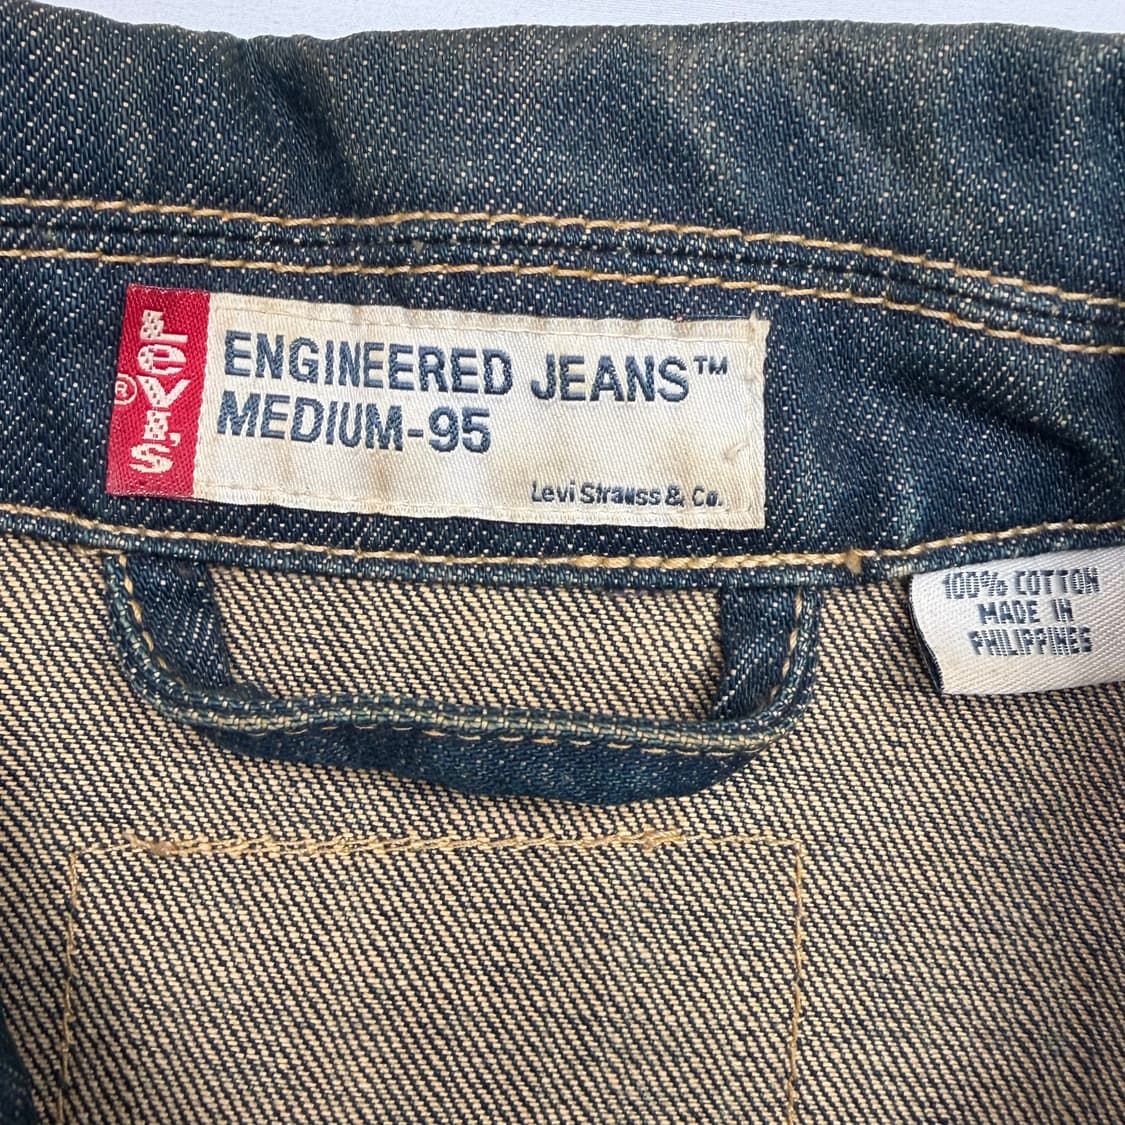 LEVI'S
®
ENGINEERED JEANS™
MEDIUM-95
Levi Strauss & Co.
100% COTTON
MADE IN
PHILIPPINES